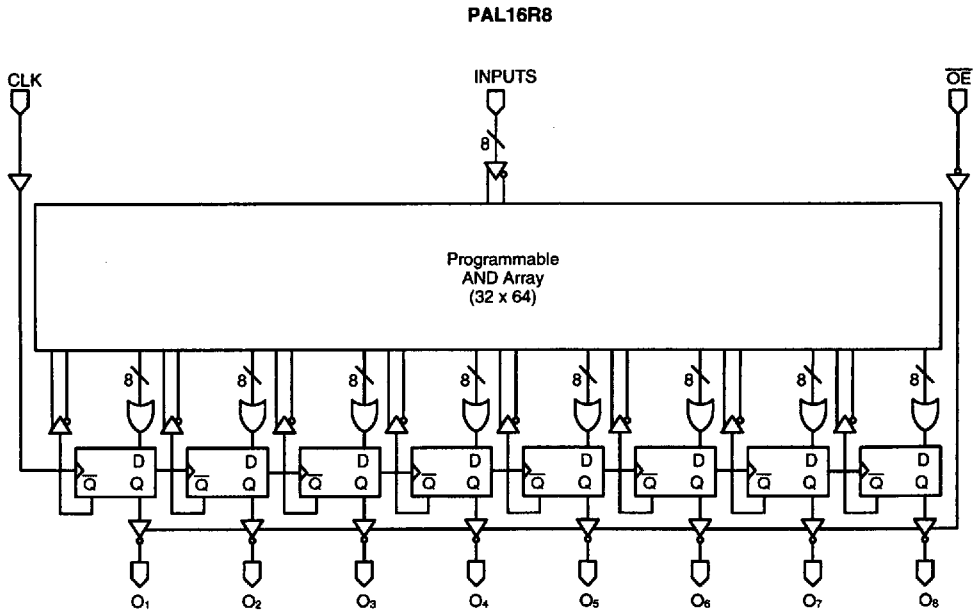 PAL16R8
CLK INPUTS O̅E̅
8
Programmable
AND Array
(32 x 64)
8 8 8 8 8 8 8 8
D D D D D D D D
Q̅ Q Q̅ Q Q̅ Q Q̅ Q Q̅ Q Q̅ Q Q̅ Q Q̅ Q
O1 O2 O3 O4 O5 O6 O7 O8